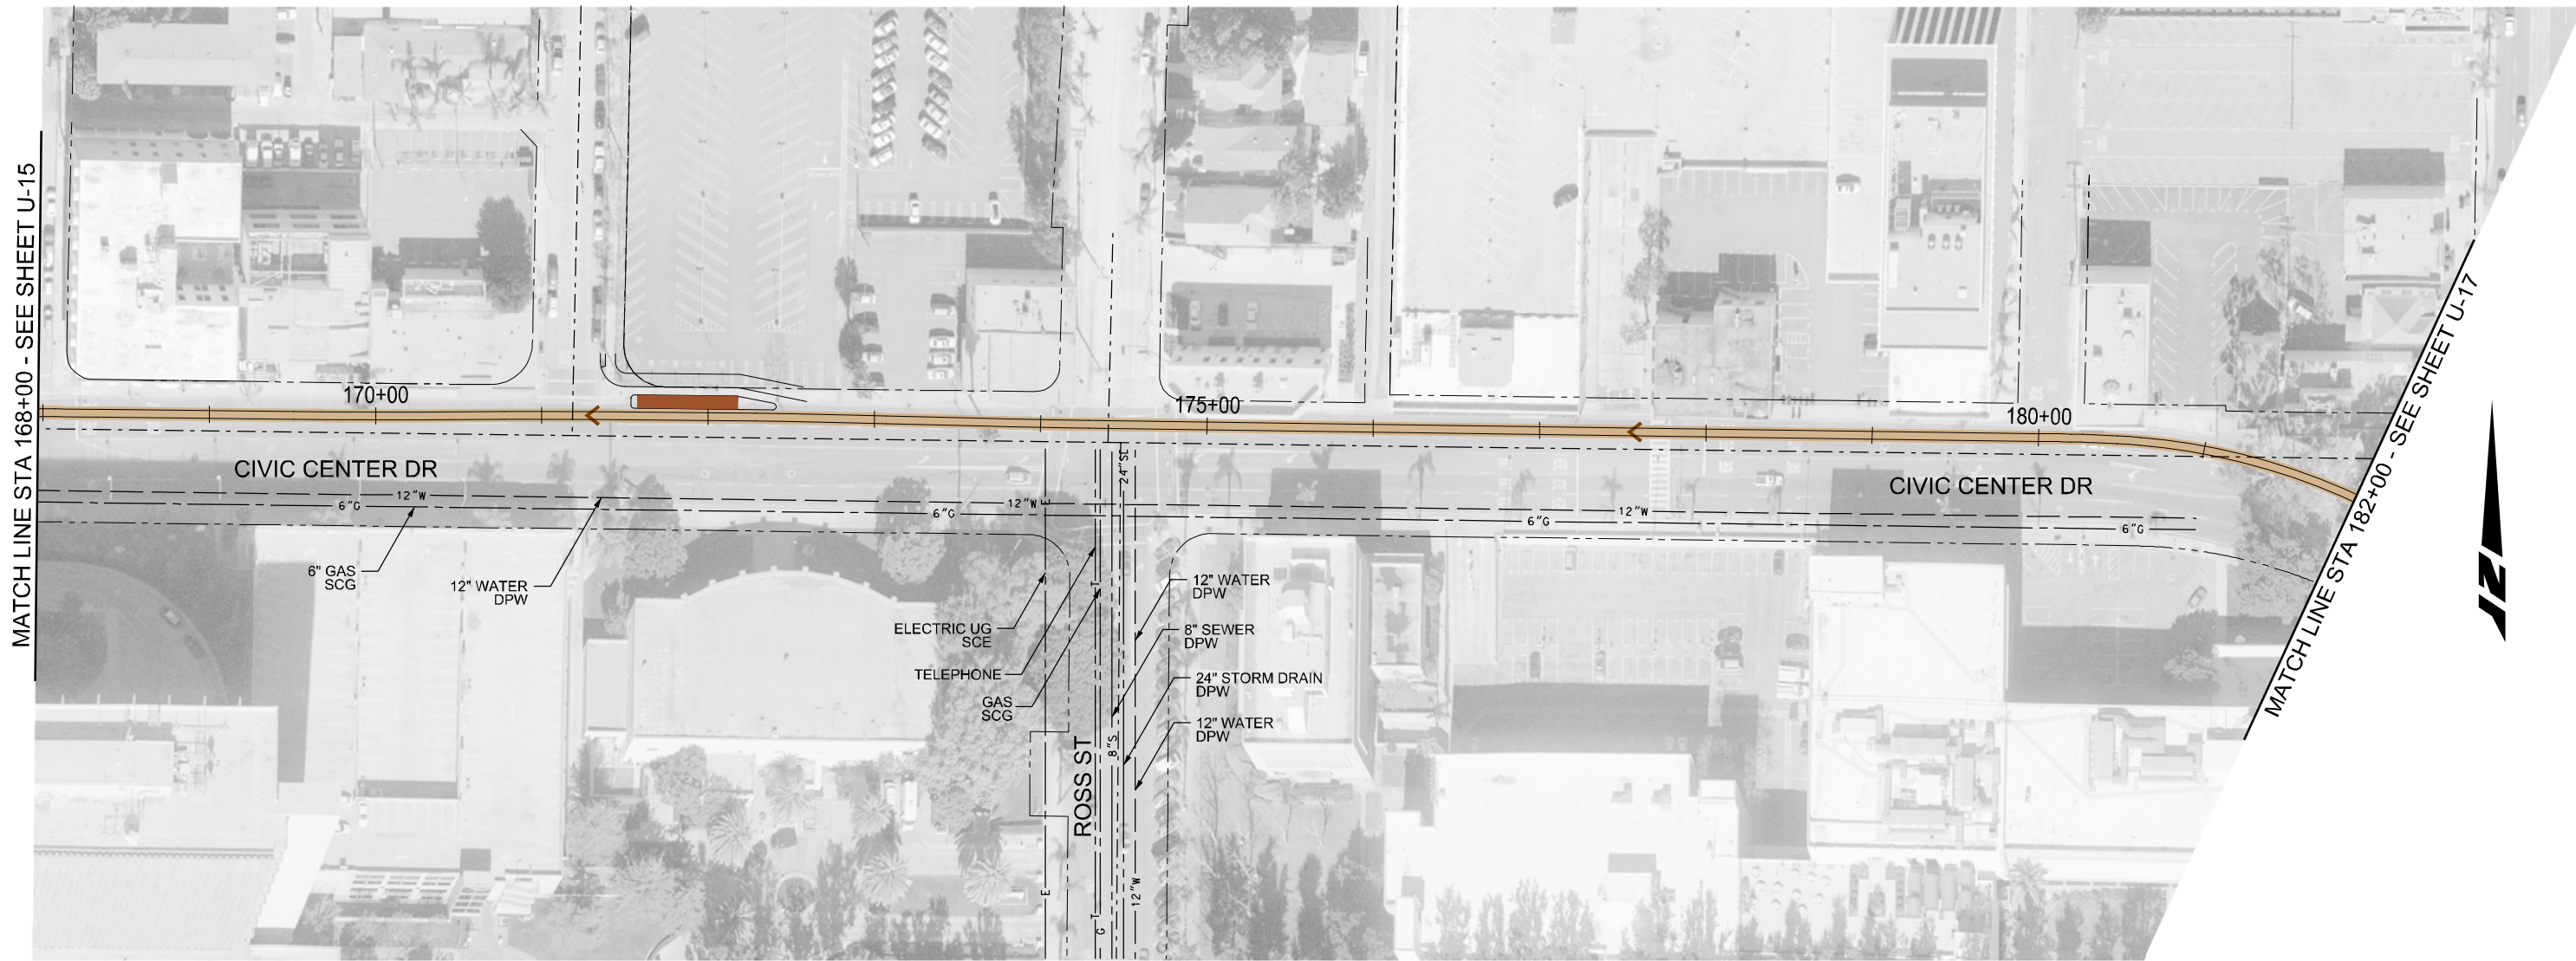 MATCH LINE STA 168+00 - SEE SHEET U-15
170+00
175+00
180+00
CIVIC CENTER DR
CIVIC CENTER DR
24"SD
12"W
12"W
12"W
E
6"G
6"G
6"G
6"G
6" GAS
SCG
12" WATER
DPW
ELECTRIC UG
SCE
TELEPHONE
GAS
SCG
T
12" WATER
DPW
8" SEWER
DPW
24" STORM DRAIN
DPW
12" WATER
DPW
8"S
ROSS ST
E
T
G
12"W
MATCH LINE STA 182+00 - SEE SHEET U-17
N